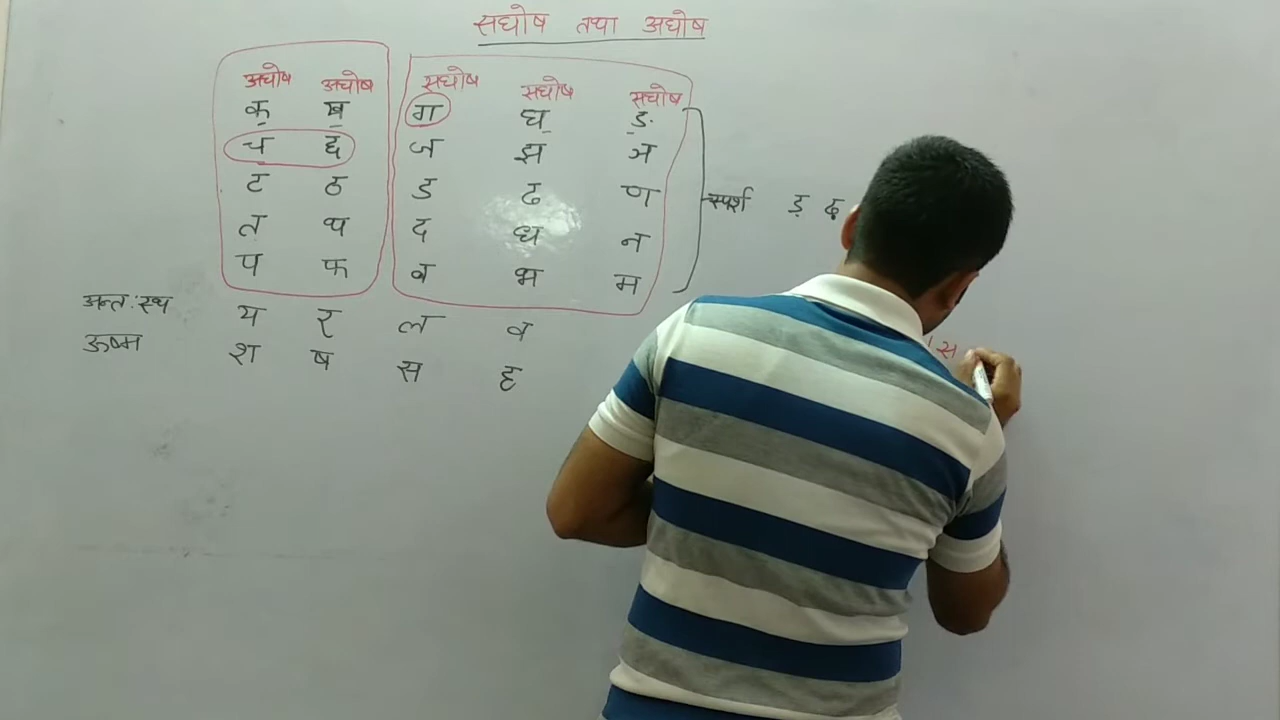 सघोष तथा अघोष
अघोष अघोष सघोष सघोष सघोष
क ख ग घ ङ
च छ ज झ ञ
ट ठ ड ढ ण स्पर्श ड़ ढ़
त थ द ध न
प फ ब भ म
अन्त:स्थ य र ल व
ऊष्म श ष स ह
स